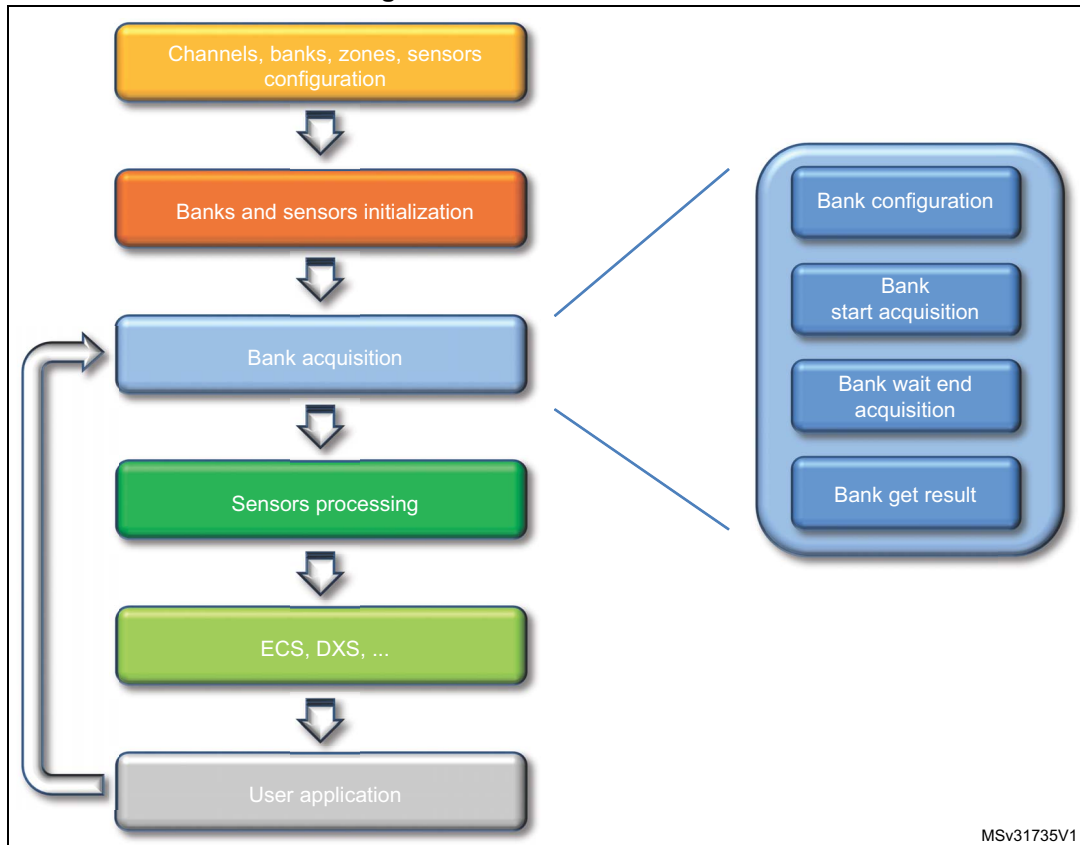 Channels, banks, zones, sensors
configuration
Banks and sensors initialization
Bank acquisition
Sensors processing
ECS, DXS, ...
User application
Bank configuration
Bank
start acquisition
Bank wait end
acquisition
Bank get result
MSv31735V1